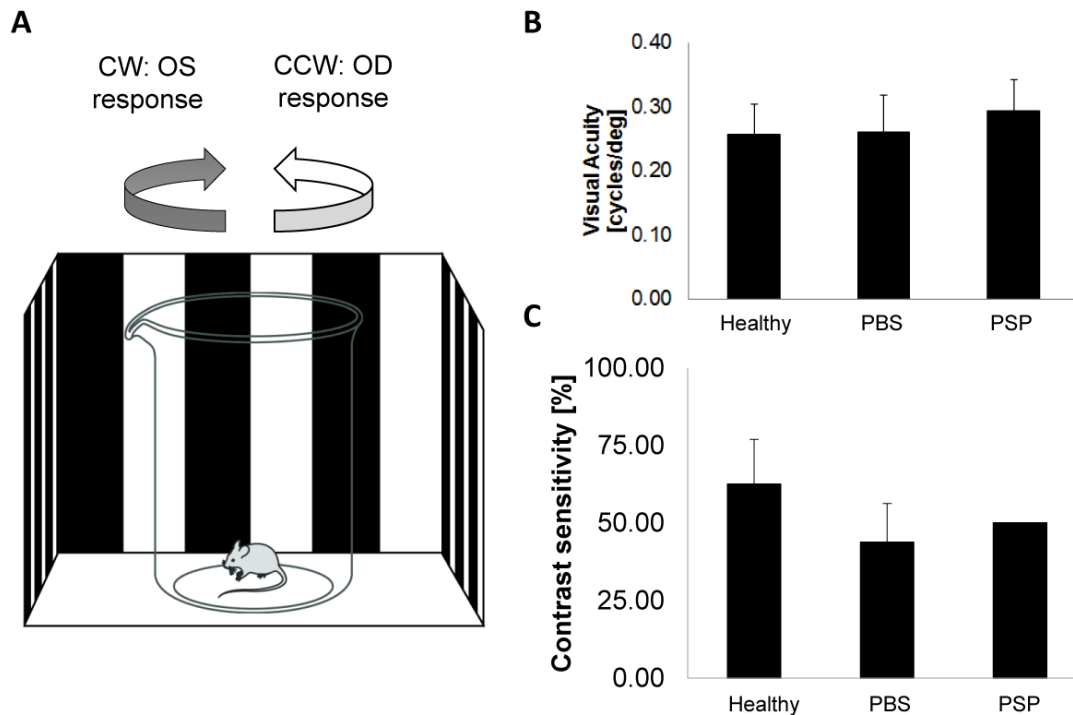 A
CW: OS
response
CCW: OD
response
B
Visual Acuity
[cycles/deg]
0.40
0.30
0.20
0.10
0.00
Healthy PBS PSP
C
Contrast sensitivity [%]
100.00
75.00
50.00
25.00
0.00
Healthy PBS PSP